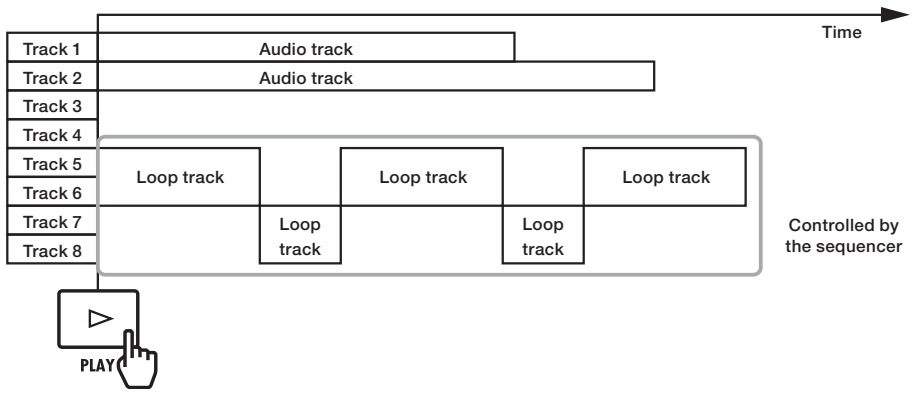 Time
Track 1
Audio track
Track 2
Audio track
Track 3
Track 4
Track 5
Track 6
Loop track
Loop track
Loop track
Track 7
Track 8
Loop
track
Loop
track
Controlled by
the sequencer
PLAY